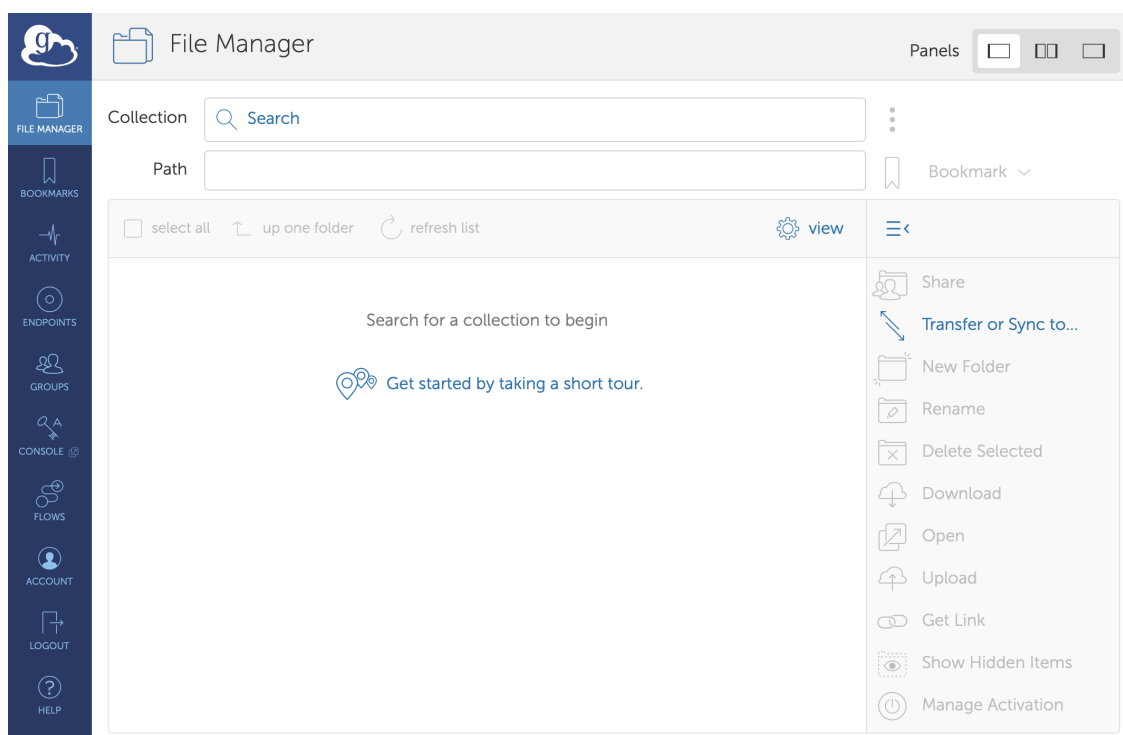 g
File Manager
Panels
FILE MANAGER
BOOKMARKS
ACTIVITY
ENDPOINTS
GROUPS
CONSOLE
FLOWS
ACCOUNT
LOGOUT
HELP
Collection Search
Path
Bookmark
select all up one folder refresh list view
Search for a collection to begin
Get started by taking a short tour.
Share
Transfer or Sync to...
New Folder
Rename
Delete Selected
Download
Open
Upload
Get Link
Show Hidden Items
Manage Activation